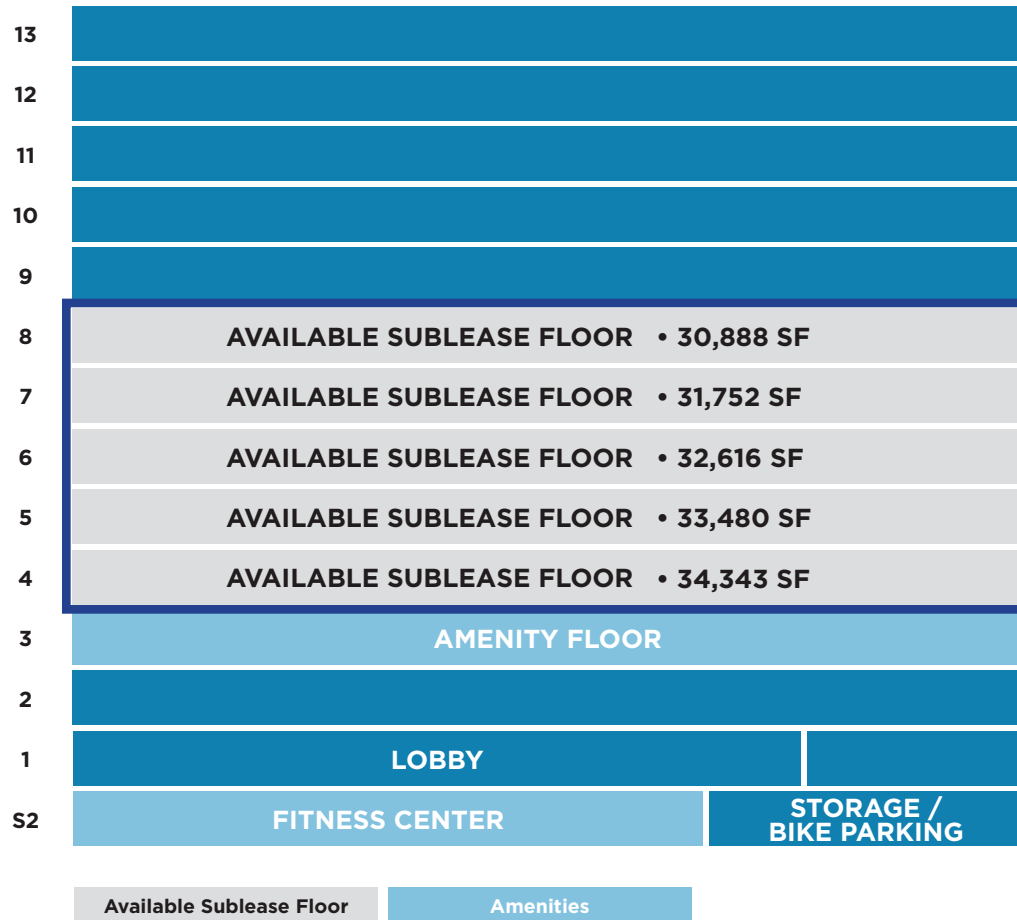 13
12
11
10
9
8 AVAILABLE SUBLEASE FLOOR • 30,888 SF
7 AVAILABLE SUBLEASE FLOOR • 31,752 SF
6 AVAILABLE SUBLEASE FLOOR • 32,616 SF
5 AVAILABLE SUBLEASE FLOOR • 33,480 SF
4 AVAILABLE SUBLEASE FLOOR • 34,343 SF
3 AMENITY FLOOR
2
1 LOBBY
S2 FITNESS CENTER
STORAGE /
BIKE PARKING
Available Sublease Floor
Amenities